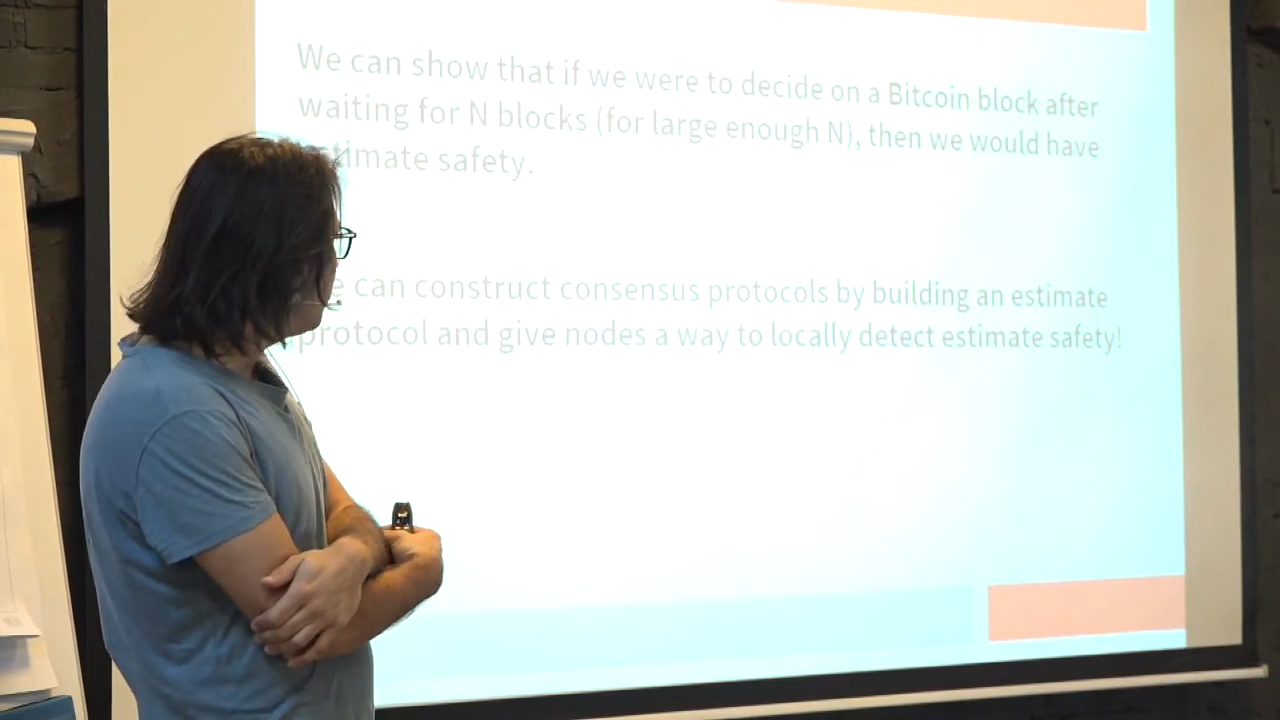 We can show that if we were to decide on a Bitcoin block after
waiting for N blocks (for large enough N), then we would have
estimate safety.
can construct consensus protocols by building an estimate
protocol and give nodes a way to locally detect estimate safety!